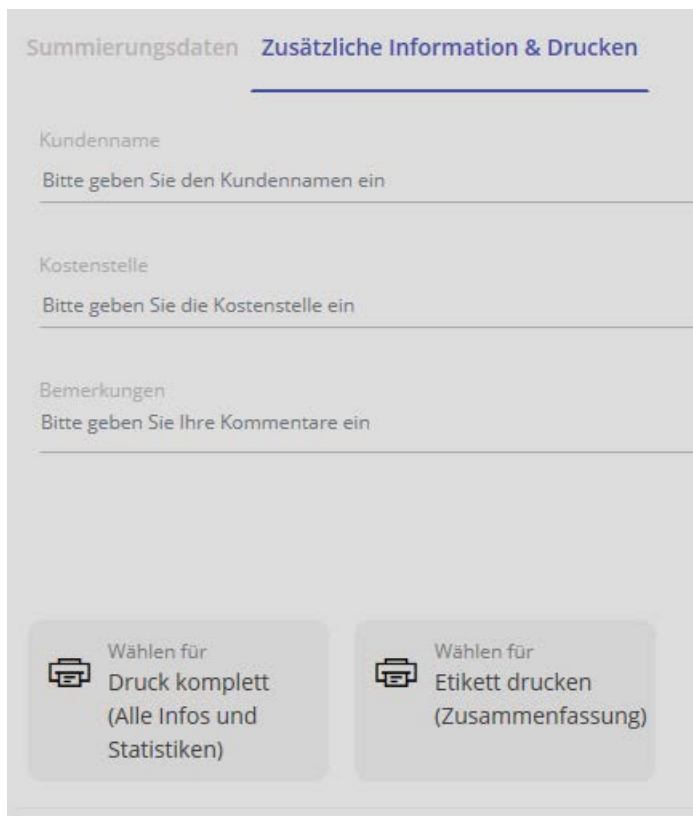 Summierungsdaten Zusätzliche Information & Drucken
Kundenname
Bitte geben Sie den Kundennamen ein
Kostenstelle
Bitte geben Sie die Kostenstelle ein
Bemerkungen
Bitte geben Sie Ihre Kommentare ein
Wählen für
Druck komplett
(Alle Infos und
Statistiken)
Wählen für
Etikett drucken
(Zusammenfassung)